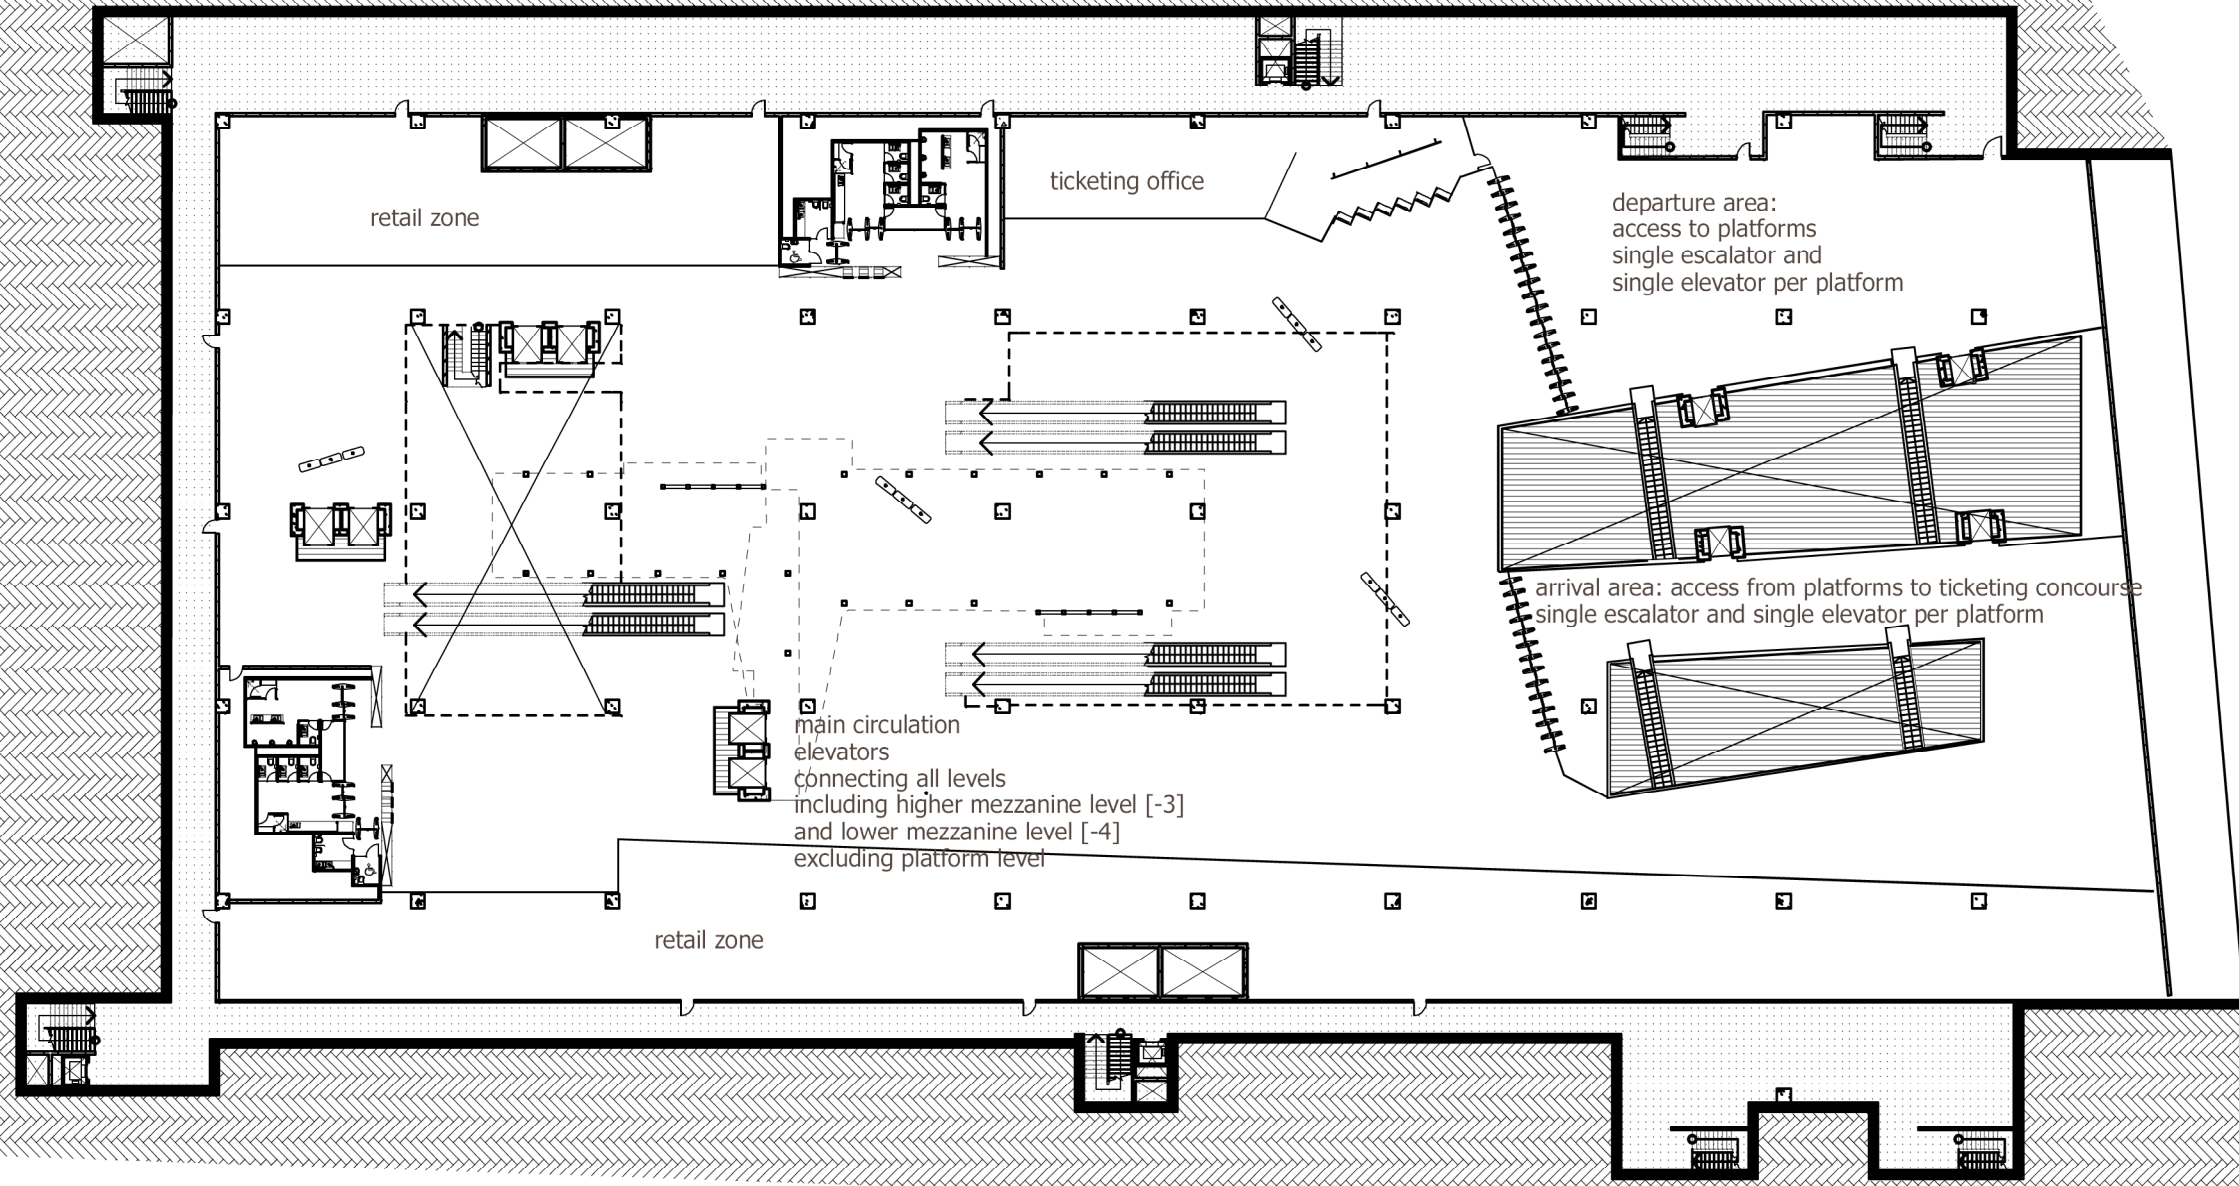 ticketing office
retail zone
departure area:
access to platforms
single escalator and
single elevator per platform
arrival area: access from platforms to ticketing concourse
single escalator and single elevator per platform
main circulation
elevators
connecting all levels
including higher mezzanine level [-3]
and lower mezzanine level [-4]
excluding platform level
retail zone